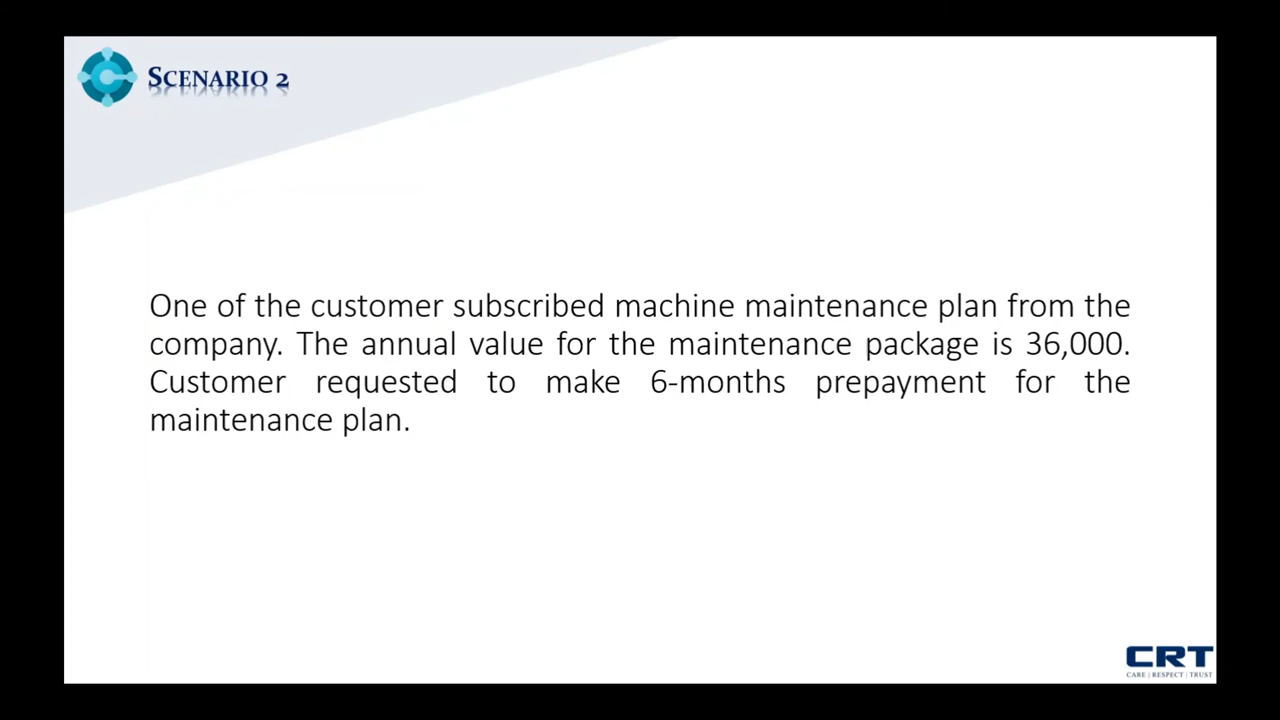 SCENARIO 2
One of the customer subscribed machine maintenance plan from the
company. The annual value for the maintenance package is 36,000.
Customer requested to make 6-months prepayment for the
maintenance plan.
CRT
CARE | RESPECT | TRUST